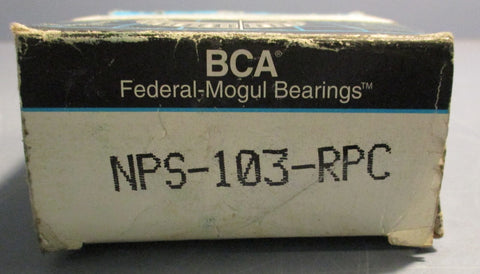 BCA
Federal-Mogul Bearings™
NPS-103-RPC